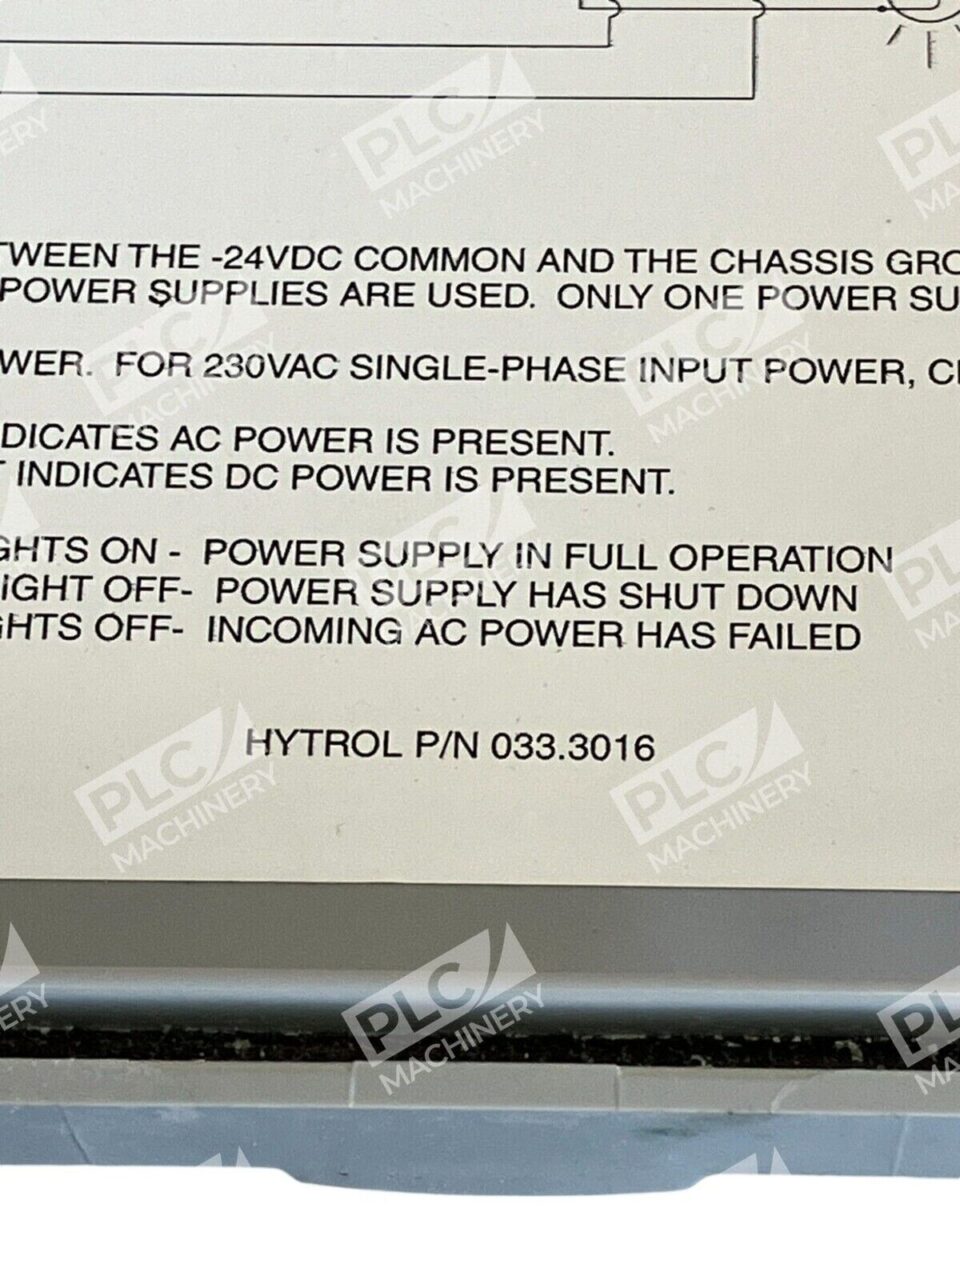 TWEEN THE -24VDC COMMON AND THE CHASSIS GRO
POWER SUPPLIES ARE USED.  ONLY ONE POWER SU
WER.  FOR 230VAC SINGLE-PHASE INPUT POWER, C
DICATES AC POWER IS PRESENT.
T INDICATES DC POWER IS PRESENT.
GHTS ON -  POWER SUPPLY IN FULL OPERATION
IGHT OFF-  POWER SUPPLY HAS SHUT DOWN
GHTS OFF-  INCOMING AC POWER HAS FAILED
HYTROL P/N 033.3016
PLC
MACHINERY